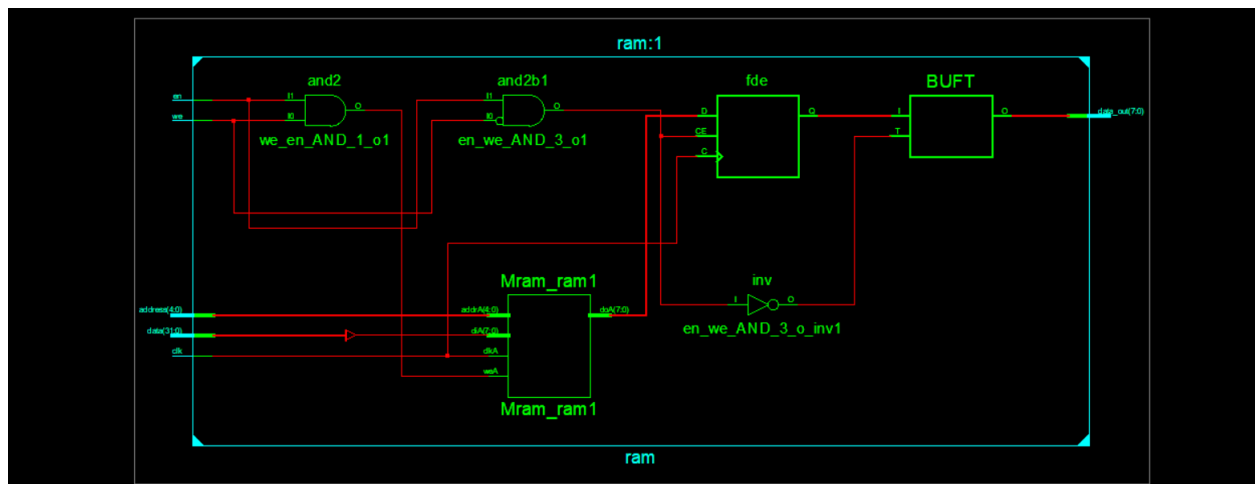 ram:1
and2
and2b1
fde
BUFT
en
we
I1
I0
O
I1
I0
O
D
CE
C
Q
I
T
O
data_out(7:0)
we_en_AND_1_o1
en_we_AND_3_o1
Mram_ram1
inv
address(4:0)
data(31:0)
clk
addrA(4:0)
diA(7:0)
clkA
weA
doA(7:0)
I
O
en_we_AND_3_o_inv1
Mram_ram1
ram